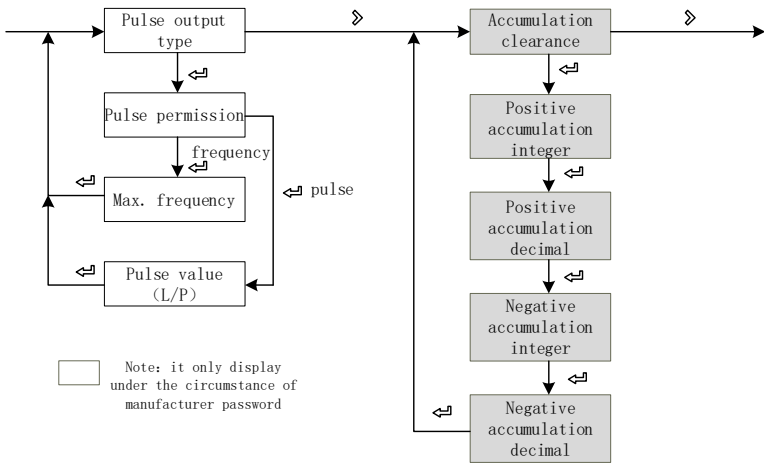 Pulse output
type
Pulse permission
frequency
Max. frequency
pulse
Pulse value
(L/P)
Note: it only display
under the circumstance of
manufacturer password
Accumulation
clearance
Positive
accumulation
integer
Positive
accumulation
decimal
Negative
accumulation
integer
Negative
accumulation
decimal